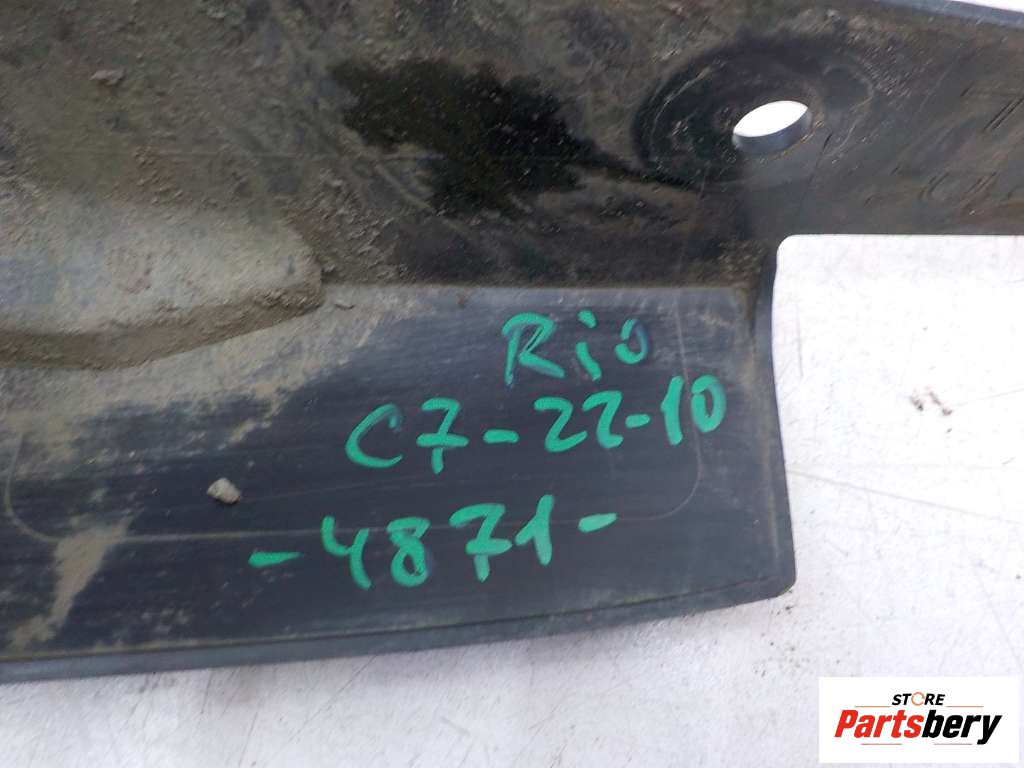 Rio
C7-22-10
-4871-
STORE
Partsbery